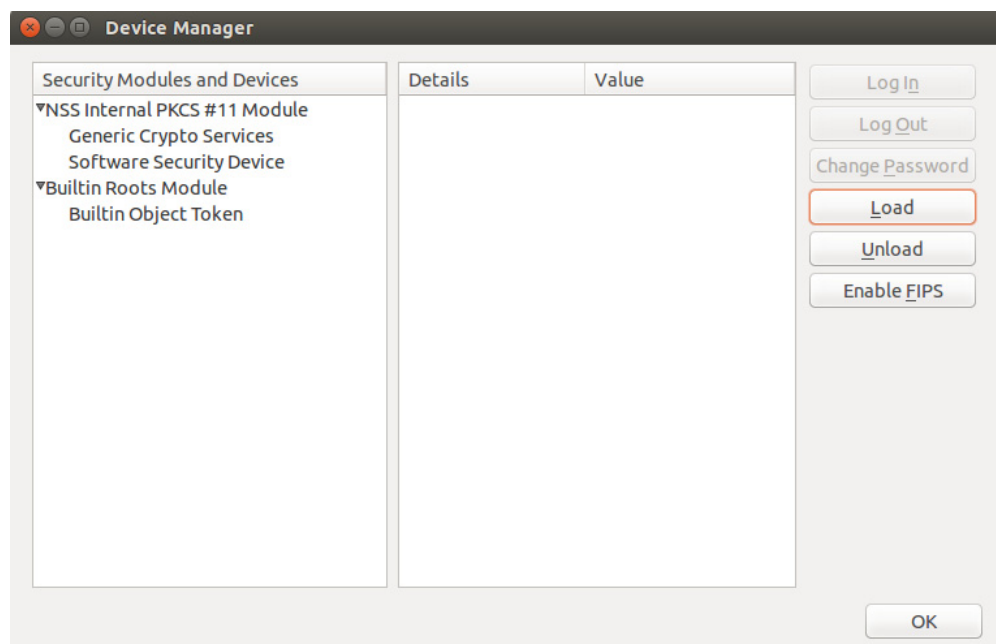 Device Manager
Security Modules and Devices
NSS Internal PKCS #11 Module
Generic Crypto Services
Software Security Device
Builtin Roots Module
Builtin Object Token
Details Value
Log In
Log Out
Change Password
Load
Unload
Enable FIPS
OK